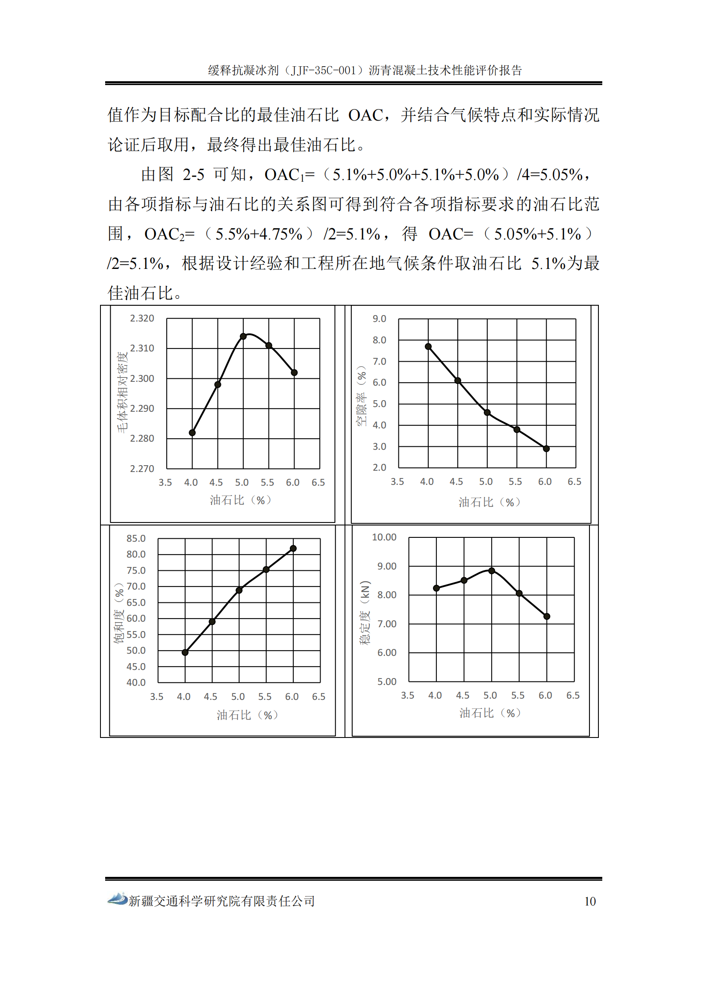 缓释抗凝冰剂（JJF-35C-001）沥青混凝土技术性能评价报告
值作为目标配合比的最佳油石比 OAC，并结合气候特点和实际情况
论证后取用，最终得出最佳油石比。
由图 2-5 可知，OAC₁=（5.1%+5.0%+5.1%+5.0%）/4=5.05%，
由各项指标与油石比的关系图可得到符合各项指标要求的油石比范
围，OAC₂=（5.5%+4.75%）/2=5.1%，得 OAC=（5.05%+5.1%）
/2=5.1%，根据设计经验和工程所在地气候条件取油石比 5.1%为最
佳油石比。
毛体积相对密度
2.320
2.310
2.300
2.290
2.280
2.270
3.5 4.0 4.5 5.0 5.5 6.0 6.5
油石比（%）
空隙率（%）
9.0
8.0
7.0
6.0
5.0
4.0
3.0
2.0
3.5 4.0 4.5 5.0 5.5 6.0 6.5
油石比（%）
饱和度（%）
85.0
80.0
75.0
70.0
65.0
60.0
55.0
50.0
45.0
40.0
3.5 4.0 4.5 5.0 5.5 6.0 6.5
油石比（%）
稳定度（kN）
10.00
9.00
8.00
7.00
6.00
5.00
3.5 4.0 4.5 5.0 5.5 6.0 6.5
油石比（%）
新疆交通科学研究院有限责任公司 10